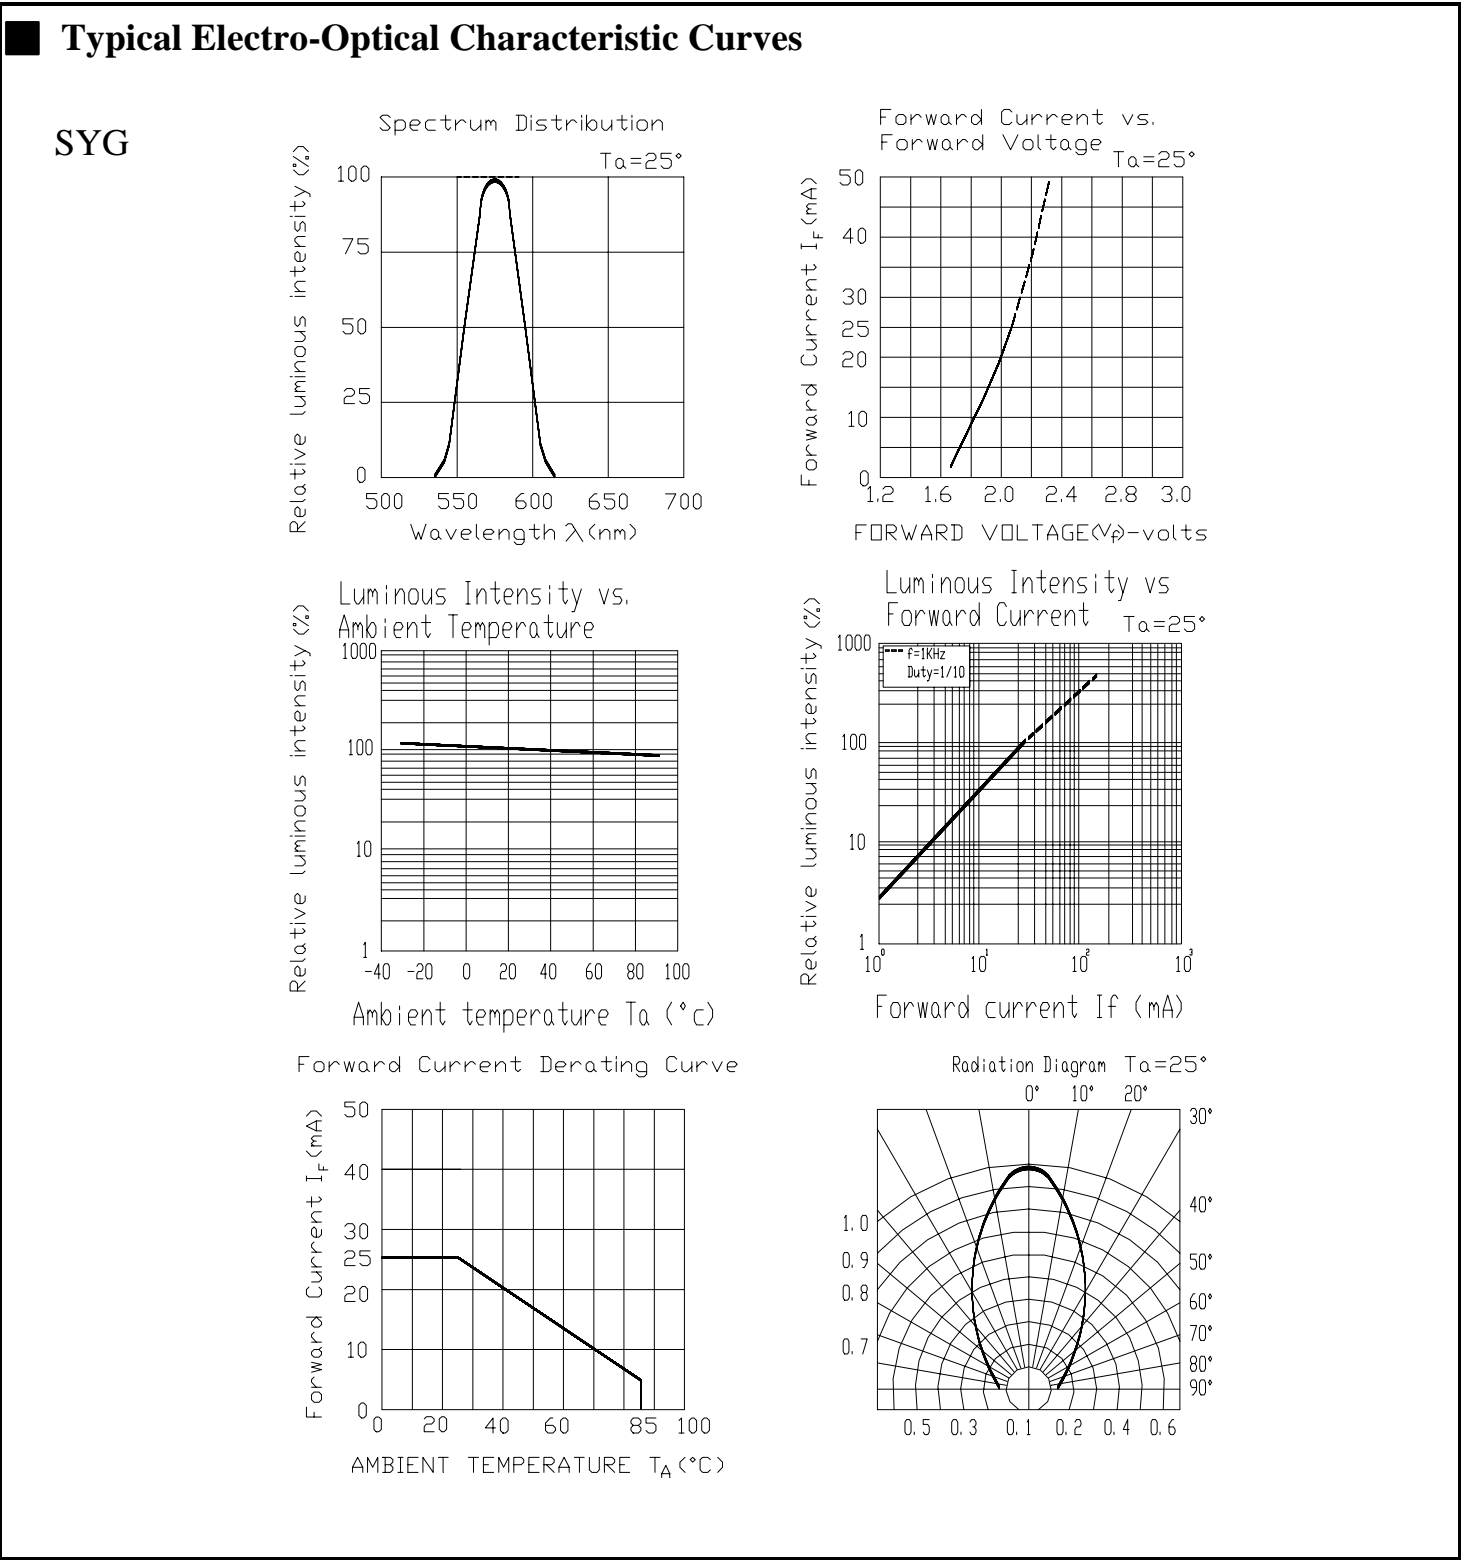 Typical Electro-Optical Characteristic Curves
SYG
Spectrum Distribution
Ta=25°
Relative luminous intensity (%)
100
75
50
25
0
500 550 600 650 700
Wavelength λ (nm)
Forward Current vs.
Forward Voltage
Ta=25°
Forward Current IF (mA)
50
40
30
25
20
10
0
1.2 1.6 2.0 2.4 2.8 3.0
FORWARD VOLTAGE(VF)-volts
Luminous Intensity vs.
Ambient Temperature
Relative luminous intensity (%)
1000
100
10
1
-40 -20 0 20 40 60 80 100
Ambient temperature Ta (°c)
Luminous Intensity vs
Forward Current
Ta=25°
Relative luminous intensity (%)
1000
f=1KHz
Duty=1/10
100
10
1
10⁰ 10¹ 10² 10³
Forward current If (mA)
Forward Current Derating Curve
Forward Current IF (mA)
50
40
30
25
20
10
0
0 20 40 60 85 100
AMBIENT TEMPERATURE TA (°C)
Radiation Diagram Ta=25°
0° 10° 20°
30°
40°
50°
60°
70°
80°
90°
1.0
0.9
0.8
0.7
0.5 0.3 0.1 0.2 0.4 0.6